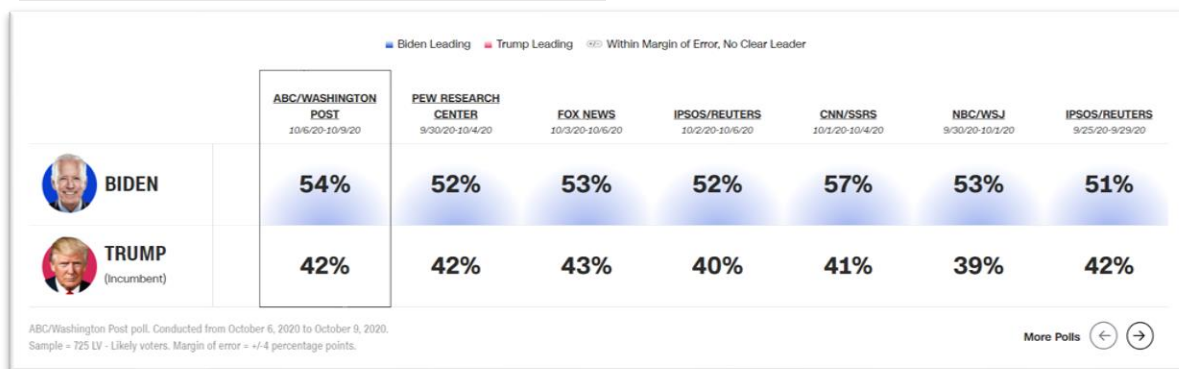 Biden Leading Trump Leading Within Margin of Error, No Clear Leader
ABC/WASHINGTON POST
10/6/20-10/9/20
PEW RESEARCH CENTER
9/30/20-10/4/20
FOX NEWS
10/3/20-10/6/20
IPSOS/REUTERS
10/2/20-10/6/20
CNN/SSRS
10/1/20-10/4/20
NBC/WSJ
9/30/20-10/1/20
IPSOS/REUTERS
9/25/20-9/29/20
BIDEN 54% 52% 53% 52% 57% 53% 51%
TRUMP
(Incumbent)
42% 42% 43% 40% 41% 39% 42%
ABC/Washington Post poll. Conducted from October 6, 2020 to October 9, 2020.
Sample = 725 LV - Likely voters. Margin of error = +/-4 percentage points.
More Polls